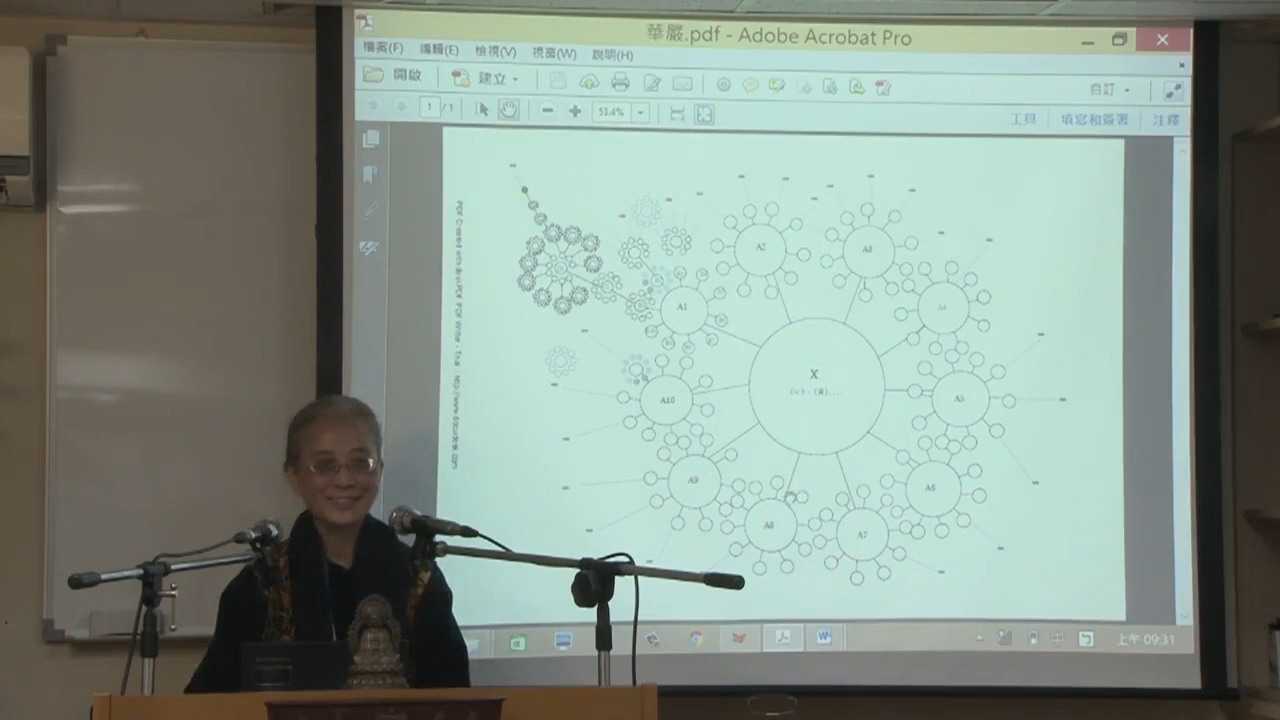 華嚴.pdf - Adobe Acrobat Pro
檔案(F) 編輯(E) 檢視(V) 視窗(W) 說明(H)
開啟 建立 自訂
1 / 1 53.4%
工具 填寫和簽署 注釋
A2 A3
A1 A4
X
A10 A5
A9 A6
A8 A7
上午 09:31